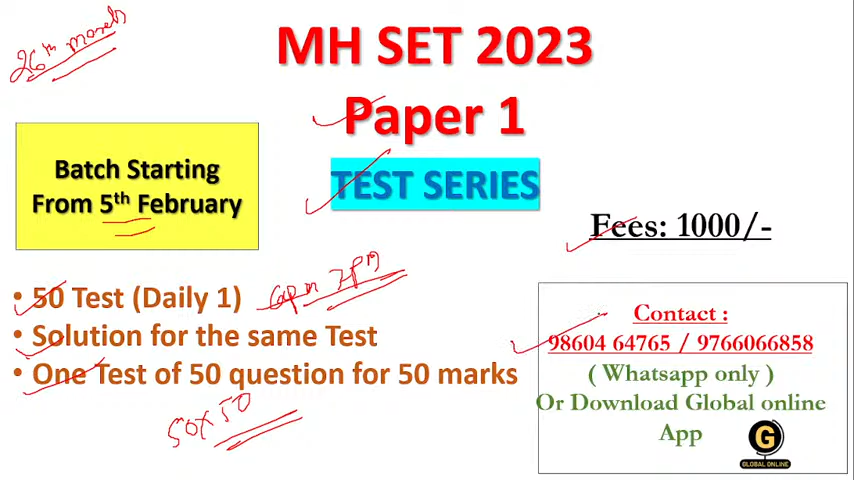 26th march
MH SET 2023
Paper 1
Batch Starting
From 5th February
TEST SERIES
Fees: 1000/-
• 50 Test (Daily 1)
7PM
• Solution for the same Test
• One Test of 50 question for 50 marks
50x50
Contact :
98604 64765 / 9766066858
( Whatsapp only )
Or Download Global online
App
G
GLOBAL ONLINE